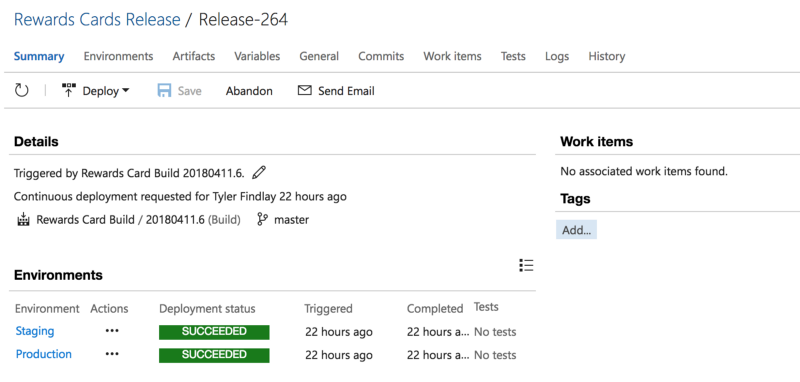 Rewards Cards Release / Release-264
Summary Environments Artifacts Variables General Commits Work items Tests Logs History
Deploy Save Abandon Send Email
Details
Triggered by Rewards Card Build 20180411.6.
Continuous deployment requested for Tyler Findlay 22 hours ago
Rewards Card Build / 20180411.6 (Build) master
Work items
No associated work items found.
Tags
Add...
Environments
Environment Actions Deployment status Triggered Completed Tests
Staging ... SUCCEEDED 22 hours ago 22 hours a... No tests
Production ... SUCCEEDED 22 hours ago 22 hours a... No tests